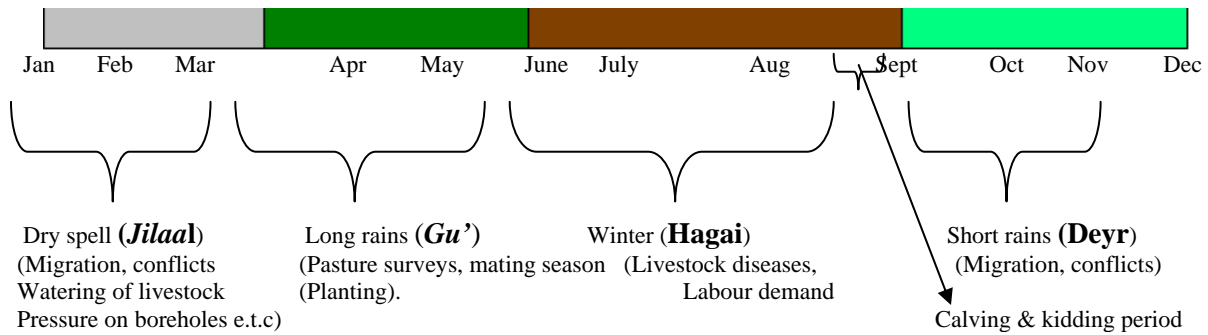 Jan Feb Mar Apr May June July Aug Sept Oct Nov Dec
Dry spell (Jilaal)
(Migration, conflicts
Watering of livestock
Pressure on boreholes e.t.c)
Long rains (Gu’)
(Pasture surveys, mating season
(Planting).
Winter (Hagai)
(Livestock diseases,
Labour demand
Short rains (Deyr)
(Migration, conflicts)
Calving & kidding period